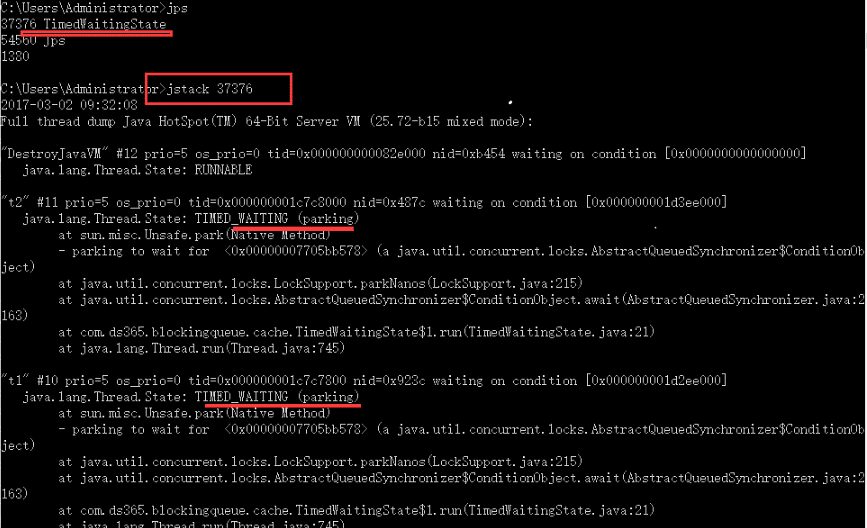 C:\Users\Administrator>jps
37376 TimedWaitingState
54560 Jps
1380
C:\Users\Administrator>jstack 37376
2017-03-02 09:32:08
Full thread dump Java HotSpot(TM) 64-Bit Server VM (25.72-b15 mixed mode):
"DestroyJavaVM" #12 prio=5 os_prio=0 tid=0x000000000082e000 nid=0xb454 waiting on condition [0x0000000000000000]
java.lang.Thread.State: RUNNABLE
"t2" #11 prio=5 os_prio=0 tid=0x000000001c7c8000 nid=0x487c waiting on condition [0x000000001d3ee000]
java.lang.Thread.State: TIMED_WAITING (parking)
at sun.misc.Unsafe.park(Native Method)
- parking to wait for  <0x00000007705bb578> (a java.util.concurrent.locks.AbstractQueuedSynchronizer$ConditionOb
ject)
at java.util.concurrent.locks.LockSupport.parkNanos(LockSupport.java:215)
at java.util.concurrent.locks.AbstractQueuedSynchronizer$ConditionObject.await(AbstractQueuedSynchronizer.java:2
163)
at com.ds365.blockingqueue.cache.TimedWaitingState$1.run(TimedWaitingState.java:21)
at java.lang.Thread.run(Thread.java:745)
"t1" #10 prio=5 os_prio=0 tid=0x000000001c7c7800 nid=0x923c waiting on condition [0x000000001d2ee000]
java.lang.Thread.State: TIMED_WAITING (parking)
at sun.misc.Unsafe.park(Native Method)
- parking to wait for  <0x00000007705bb578> (a java.util.concurrent.locks.AbstractQueuedSynchronizer$ConditionOb
ject)
at java.util.concurrent.locks.LockSupport.parkNanos(LockSupport.java:215)
at java.util.concurrent.locks.AbstractQueuedSynchronizer$ConditionObject.await(AbstractQueuedSynchronizer.java:2
163)
at com.ds365.blockingqueue.cache.TimedWaitingState$1.run(TimedWaitingState.java:21)
at java.lang.Thread.run(Thread.java:745)